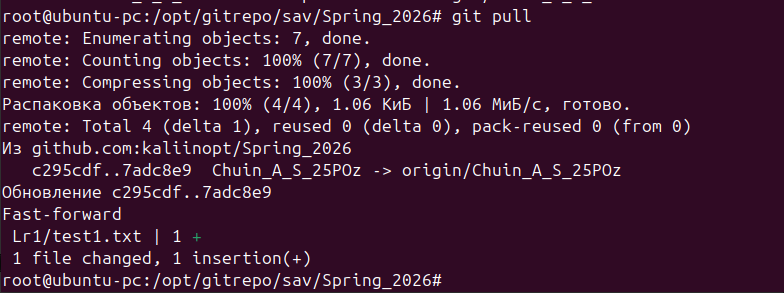 root@ubuntu-pc:/opt/gitrepo/sav/Spring_2026# git pull
remote: Enumerating objects: 7, done.
remote: Counting objects: 100% (7/7), done.
remote: Compressing objects: 100% (3/3), done.
Распаковка объектов: 100% (4/4), 1.06 КиБ | 1.06 МиБ/с, готово.
remote: Total 4 (delta 1), reused 0 (delta 0), pack-reused 0 (from 0)
Из github.com:kaliinopt/Spring_2026
   c295cdf..7adc8e9  Chuin_A_S_25POz -> origin/Chuin_A_S_25POz
Обновление c295cdf..7adc8e9
Fast-forward
 Lr1/test1.txt | 1 +
 1 file changed, 1 insertion(+)
root@ubuntu-pc:/opt/gitrepo/sav/Spring_2026#